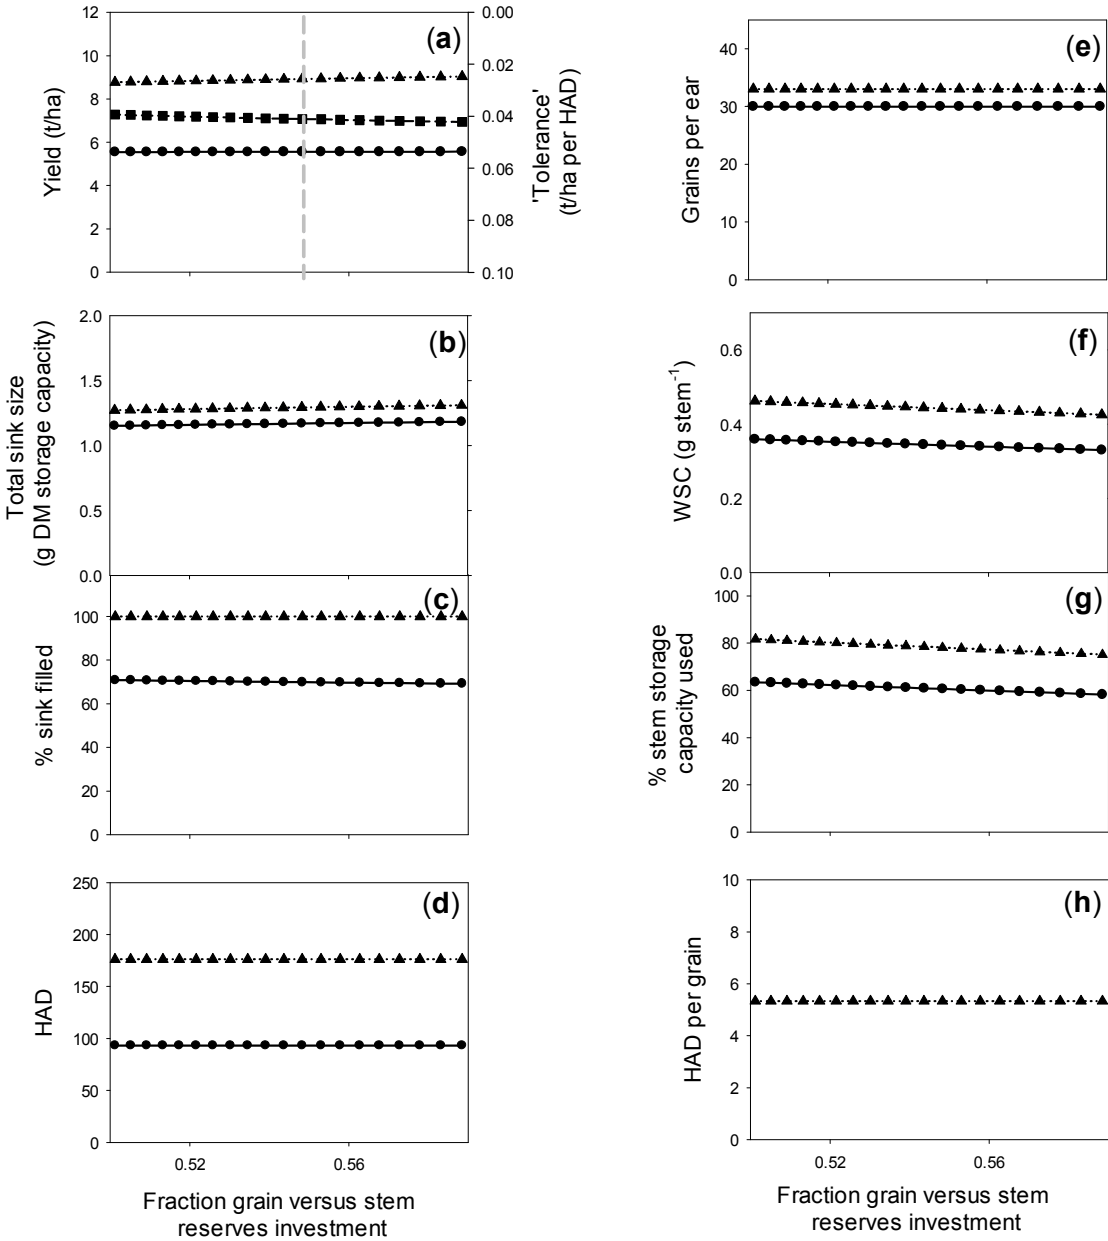 12
10
8
6
4
2
0
Yield (t/ha)
(a)
0.00
0.02
0.04
0.06
0.08
0.10
'Tolerance'
(t/ha per HAD)
2.0
1.5
1.0
0.5
0.0
Total sink size
(g DM storage capacity)
(b)
100
80
60
40
20
0
% sink filled
(c)
250
200
150
100
50
0
HAD
(d)
0.52
0.56
Fraction grain versus stem
reserves investment
40
30
20
10
0
Grains per ear
(e)
0.6
0.4
0.2
0.0
WSC (g stem⁻¹)
(f)
100
80
60
40
20
0
% stem storage
capacity used
(g)
10
8
6
4
2
0
HAD per grain
(h)
0.52
0.56
Fraction grain versus stem
reserves investment